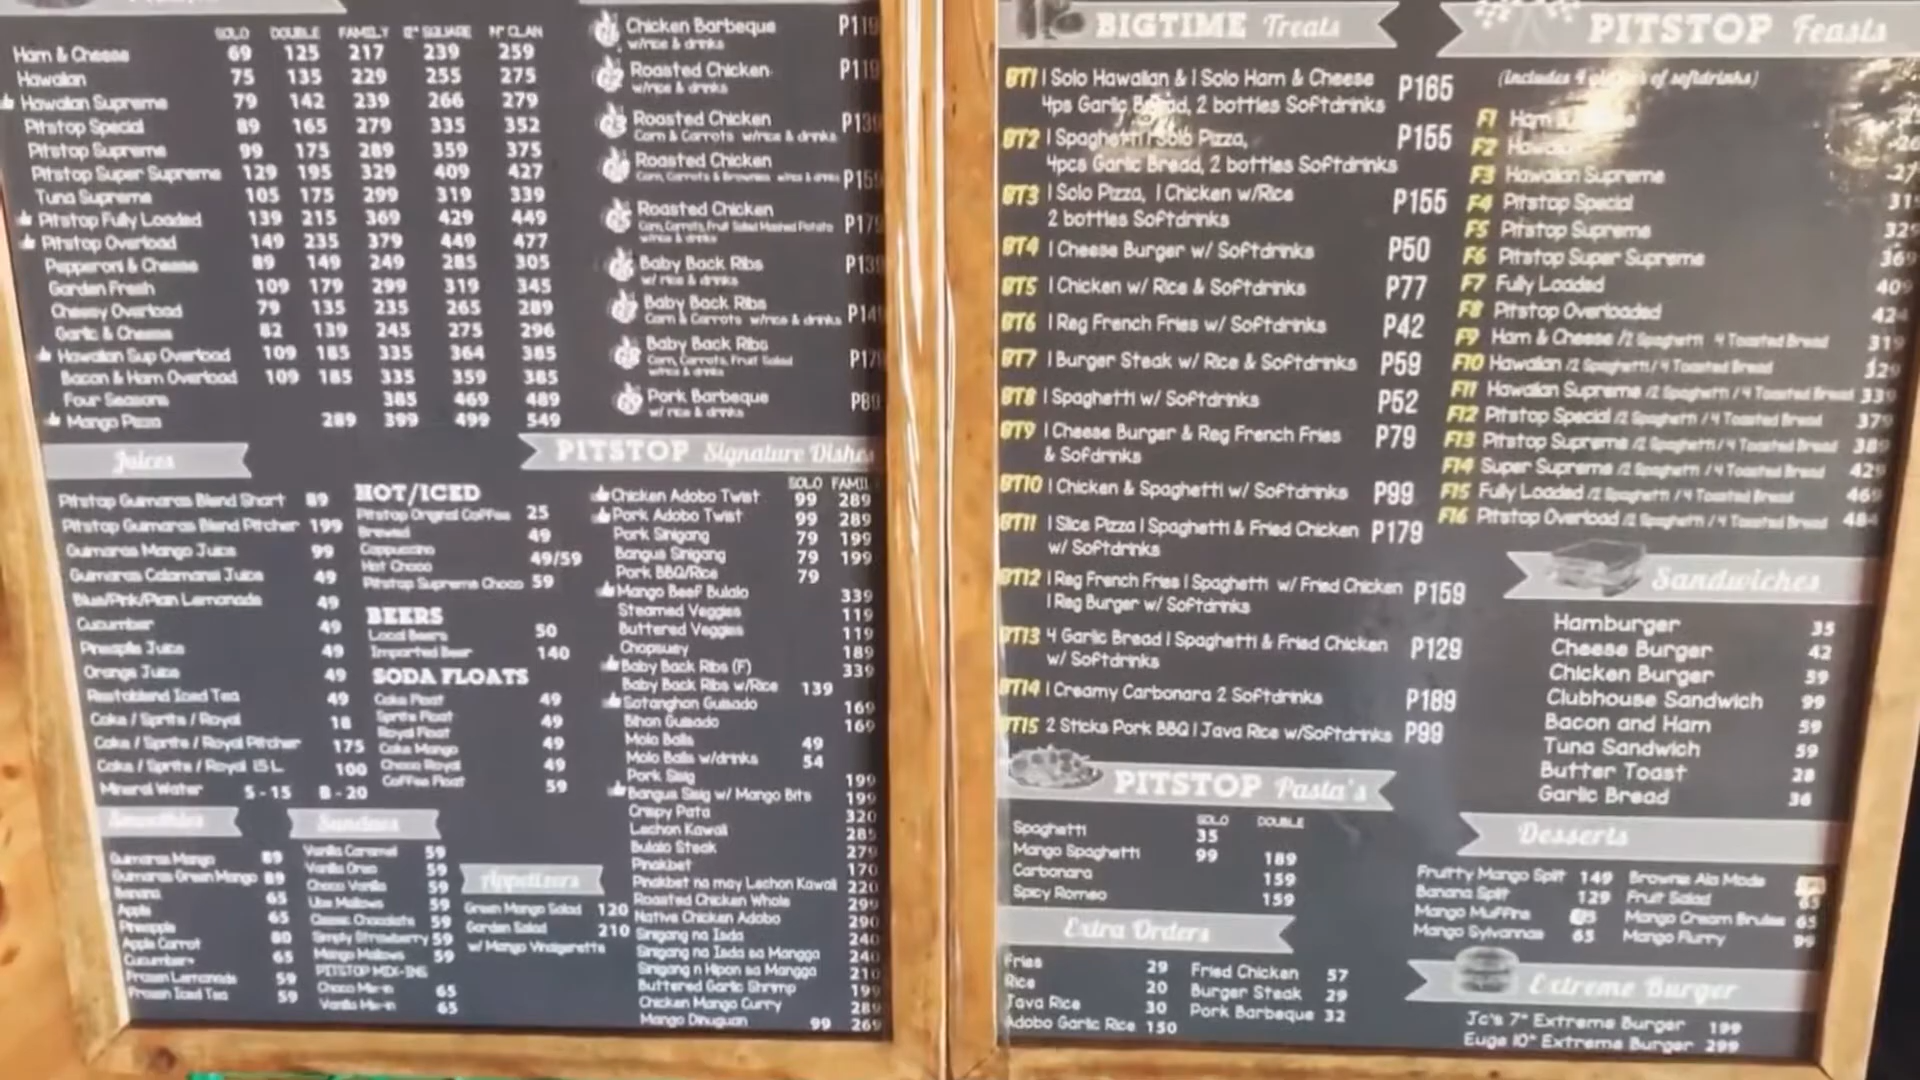 SOLO DOUBLE FAMILY 12" SQUARE N" CLAN
Ham & Cheese 69 125 217 239 259
Hawaiian 75 135 229 255 275
Hawaiian Supreme 79 142 239 266 279
Pitstop Special 89 165 279 335 352
Pitstop Supreme 99 175 289 359 375
Pitstop Super Supreme 129 195 329 409 427
Tuna Supreme 105 175 299 319 339
Pitstop Fully Loaded 139 215 369 429 449
Pitstop Overload 149 235 379 449 477
Pepperoni & Cheese 89 149 249 285 305
Garden Fresh 109 179 299 319 345
Cheesy Overload 79 135 235 265 289
Garlic & Cheese 82 139 245 275 296
Hawaiian Sup Overload 109 185 335 364 385
Bacon & Ham Overload 109 185 335 359 385
Four Seasons 385 469 489
Mango Pizza 289 399 499 549
Chicken Barbeque P119
w/rice & drinks
Roasted Chicken P119
w/rice & drinks
Roasted Chicken
Corn & Carrots w/rice & drinks
Roasted Chicken P159
Corn, Carrots & Brownies w/rice & drinks
Roasted Chicken P179
Corn, Carrots, Fruit Salad Mashed Potato
w/rice & drinks
Baby Back Ribs P139
w/ rice & drinks
Baby Back Ribs
Corn & Carrots w/rice & drinks
Baby Back Ribs
Corn, Carrots, Fruit Salad
w/rice & drinks
Pork Barbeque P89
w/ rice & drinks
Juices
Pitstop Guimaras Blend Short 89
Pitstop Guimaras Blend Pitcher 199
Guimaras Mango Juice 99
Guimaras Calamansi Juice 49
Blue/Pink/Plain Lemonade 49
Cucumber 49
Pineapple Juice 49
Orange Juice 49
Restoblend Iced Tea 49
Coke / Sprite / Royal 18
Coke / Sprite / Royal Pitcher 175
Coke / Sprite / Royal 1.5 L 100
Mineral Water S - 15 B - 20
HOT/ICED
Pitstop Original Coffee 25
Brewed 49
Cappuccino
Hot Choco 49/59
Pitstop Supreme Choco 59
BEERS
Local Beers 50
Imported Beer 140
SODA FLOATS
Coke Float 49
Sprite Float 49
Royal Float
Coke Mango 49
Choco Royal 49
Coffee Float 59
PITSTOP Signature Dishes
SOLO
Chicken Adobo Twist 99 289
Pork Adobo Twist 99 289
Pork Sinigang 79 199
Bangus Sinigang 79 199
Pork BBQ/Rice 79
Mango Beef Bulalo 339
Steamed Veggies 119
Buttered Veggies 119
Chopsuey 189
Baby Back Ribs (F) 339
Baby Back Ribs w/Rice 139
Sotanghon Guisado 169
Bihon Guisado 169
Molo Balls 49
Molo Balls w/drinks 54
Pork Sisig 199
Bangus Sisig w/ Mango Bits 199
Crispy Pata 320
Lechon Kawali 285
Bulalo Steak 279
Pinakbet 170
Pinakbet na may Lechon Kawali 220
Roasted Chicken Whole 299
Native Chicken Adobo 290
Sinigang na Isda 240
Sinigang na Isda sa Mangga 240
Sinigang n Hipon sa Mangga 210
Buttered Garlic Shrimp 199
Chicken Mango Curry 289
Mango Dinuguan 99 269
Smoothies
Guimaras Mango 89
Guimaras Green Mango 89
Banana 65
Apple 65
Pineapple
Apple Carrot 80
Cucumber+ 65
Frozen Lemonade 59
Frozen Iced Tea 59
Sundaes
Vanilla Caramel 59
Vanilla Oreo 59
Choco Vanilla 59
Ube Mallows 59
Classic Chocolate 59
Simply Strawberry 59
Mango Mallows 59
PITSTOP MIX-INS
Choco Mix-in 65
Vanilla Mix-in 65
Appetizers
Green Mango Salad 120
Garden Salad 210
w/ Mango Vinaigarette
BIGTIME Treats
BT1 1 Solo Hawaiian & 1 Solo Ham & Cheese P165
4ps Garlic Bread, 2 bottles Softdrinks
BT2 1 Spaghetti 1 Solo Pizza, P155
4pcs Garlic Bread, 2 bottles Softdrinks
BT3 1 Solo Pizza, 1 Chicken w/Rice P155
2 bottles Softdrinks
BT4 1 Cheese Burger w/ Softdrinks P50
BT5 1 Chicken w/ Rice & Softdrinks P77
BT6 1 Reg French Fries w/ Softdrinks P42
BT7 1 Burger Steak w/ Rice & Softdrinks P59
BT8 1 Spaghetti w/ Softdrinks P52
BT9 1 Cheese Burger & Reg French Fries P79
& Sofdrinks
BT10 1 Chicken & Spaghetti w/ Softdrinks P99
BT11 1 Slice Pizza 1 Spaghetti & Fried Chicken P179
w/ Softdrinks
BT12 1 Reg French Fries 1 Spaghetti w/ Fried Chicken P159
1 Reg Burger w/ Softdrinks
BT13 4 Garlic Bread 1 Spaghetti & Fried Chicken P129
w/ Softdrinks
BT14 1 Creamy Carbonara 2 Softdrinks P189
BT15 2 Sticks Pork BBQ 1 Java Rice w/Softdrinks P99
PITSTOP Pasta's
SOLO DOUBLE
Spaghetti 35
Mango Spaghetti 99 189
Carbonara 159
Spicy Romeo 159
Extra Orders
Fries 29
Rice 20
Java Rice 30
Adobo Garlic Rice 150
Fried Chicken 57
Burger Steak 29
Pork Barbeque 32
PITSTOP Feasts
(Includes 4 of softdrinks)
F1 Ham
F2
F3 Hawaiian Supreme
F4 Pitstop Special
F5 Pitstop Supreme 329
F6 Pitstop Super Supreme 369
F7 Fully Loaded 409
F8 Pitstop Overloaded 424
F9 Ham & Cheese /2 Spaghetti 4 Toasted Bread 319
F10 Hawaiian /2 Spaghetti / 4 Toasted Bread 329
F11 Hawaiian Supreme /2 Spaghetti / 4 Toasted Bread 339
F12 Pitstop Special /2 Spaghetti / 4 Toasted Bread 379
F13 Pitstop Supreme /2 Spaghetti / 4 Toasted Bread 389
F14 Super Supreme /2 Spaghetti / 4 Toasted Bread 429
F15 Fully Loaded /2 Spaghetti / 4 Toasted Bread 469
F16 Pitstop Overload /2 Spaghetti / 4 Toasted Bread 484
Sandwiches
Hamburger 35
Cheese Burger 42
Chicken Burger 59
Clubhouse Sandwich 99
Bacon and Ham 59
Tuna Sandwich 59
Butter Toast 28
Garlic Bread 36
Desserts
Fruitty Mango Split 149
Banana Split 129
Mango Muffins
Mango Sylvannas 65
Brownie Ala Mode
Fruit Salad 65
Mango Cream Brulee 65
Mango Flurry 99
Extreme Burger
Jc's 7" Extreme Burger 199
Euge 10" Extreme Burger 299